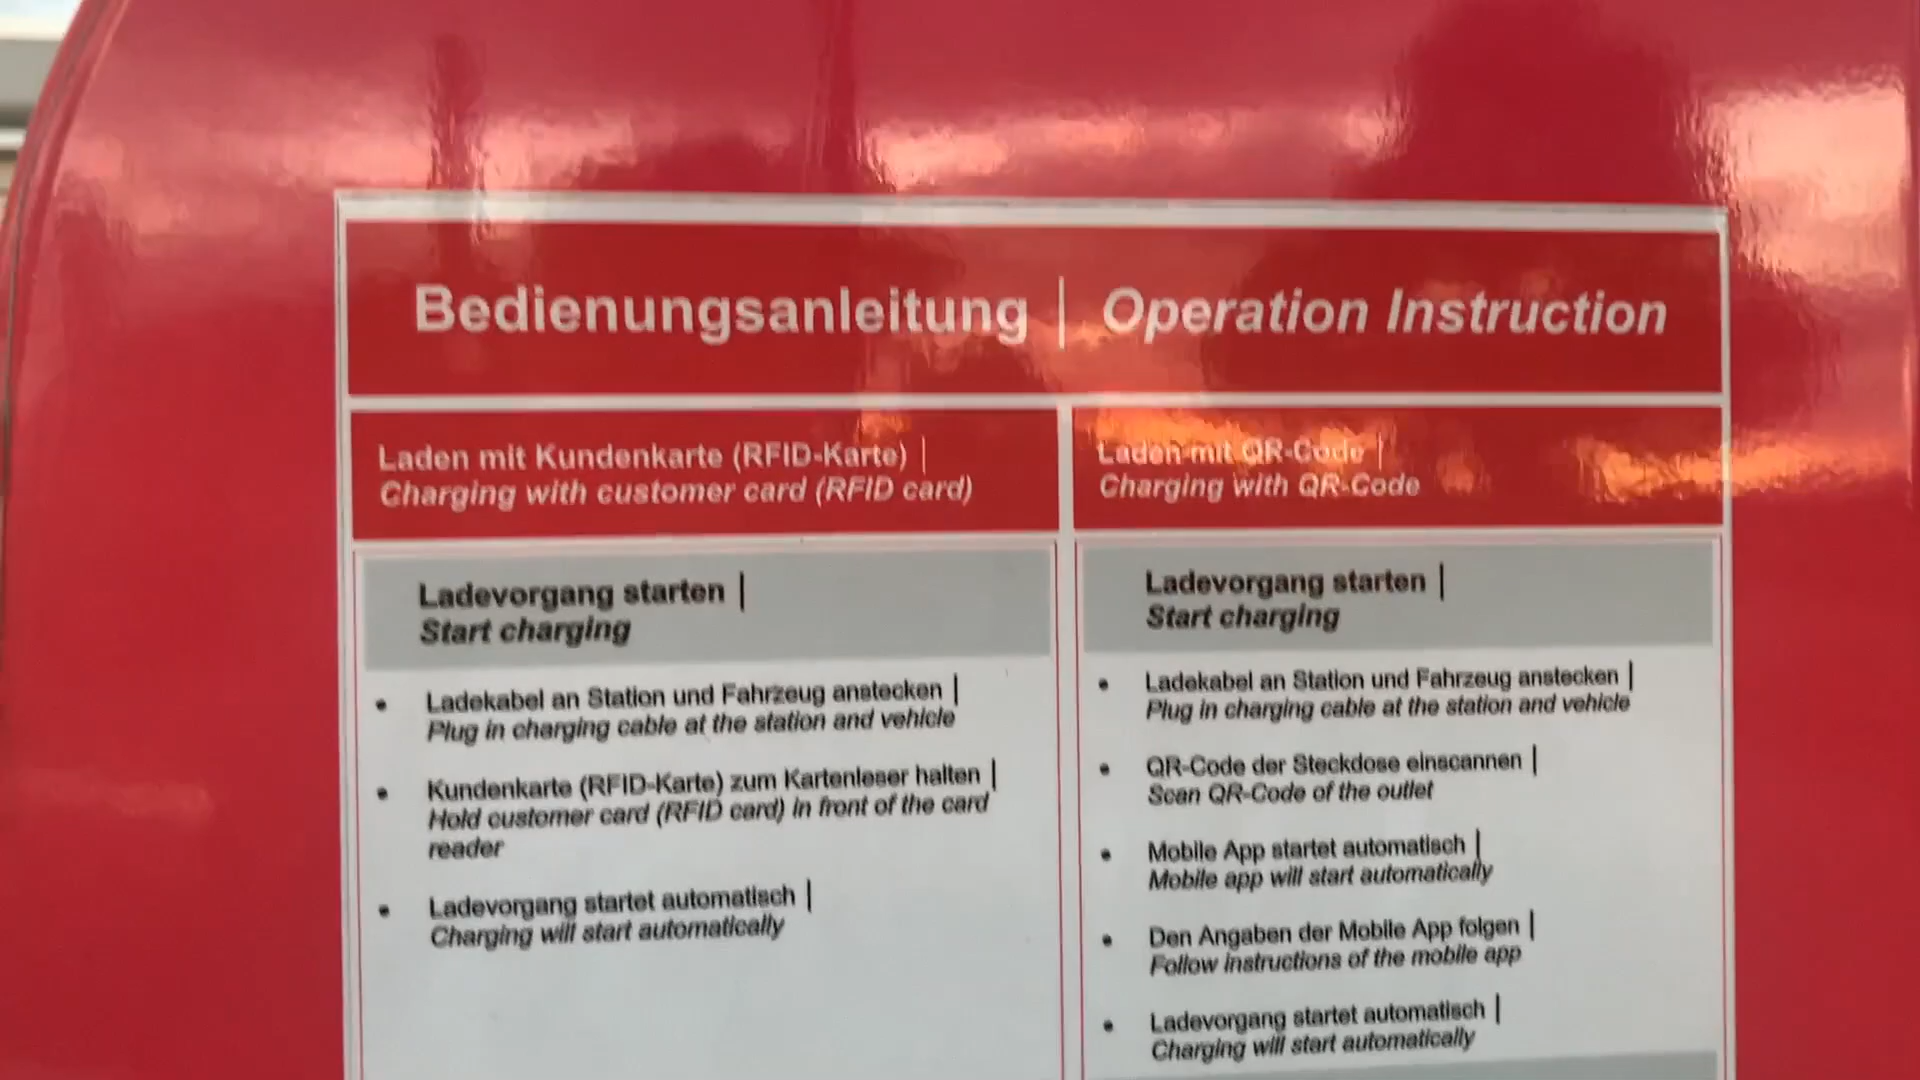 Bedienungsanleitung | Operation Instruction
Laden mit Kundenkarte (RFID-Karte) |
Charging with customer card (RFID card)
Ladevorgang starten |
Start charging
• Ladekabel an Station und Fahrzeug anstecken |
Plug in charging cable at the station and vehicle
• Kundenkarte (RFID-Karte) zum Kartenleser halten |
Hold customer card (RFID card) in front of the card
reader
• Ladevorgang startet automatisch |
Charging will start automatically
Laden mit QR-Code |
Charging with QR-Code
Ladevorgang starten |
Start charging
• Ladekabel an Station und Fahrzeug anstecken |
Plug in charging cable at the station and vehicle
• QR-Code der Steckdose einscannen |
Scan QR-Code of the outlet
• Mobile App startet automatisch |
Mobile app will start automatically
• Den Angaben der Mobile App folgen |
Follow instructions of the mobile app
• Ladevorgang startet automatisch |
Charging will start automatically